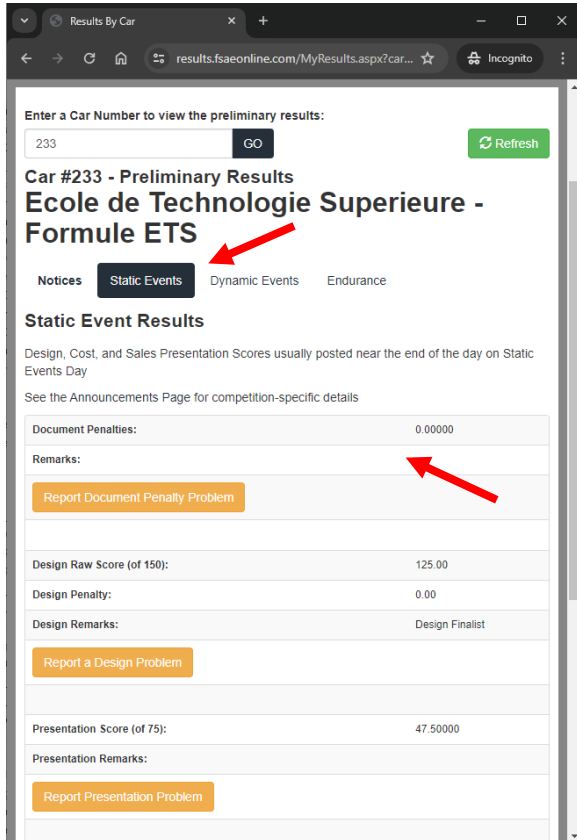 Results By Car
results.fsaeonline.com/MyResults.aspx?car...
Incognito
Enter a Car Number to view the preliminary results:
233
GO
Refresh
Car #233 - Preliminary Results
Ecole de Technologie Superieure -
Formule ETS
Notices
Static Events
Dynamic Events
Endurance
Static Event Results
Design, Cost, and Sales Presentation Scores usually posted near the end of the day on Static
Events Day
See the Announcements Page for competition-specific details
Document Penalties: 0.00000
Remarks:
Report Document Penalty Problem
Design Raw Score (of 150): 125.00
Design Penalty: 0.00
Design Remarks: Design Finalist
Report a Design Problem
Presentation Score (of 75): 47.50000
Presentation Remarks:
Report Presentation Problem